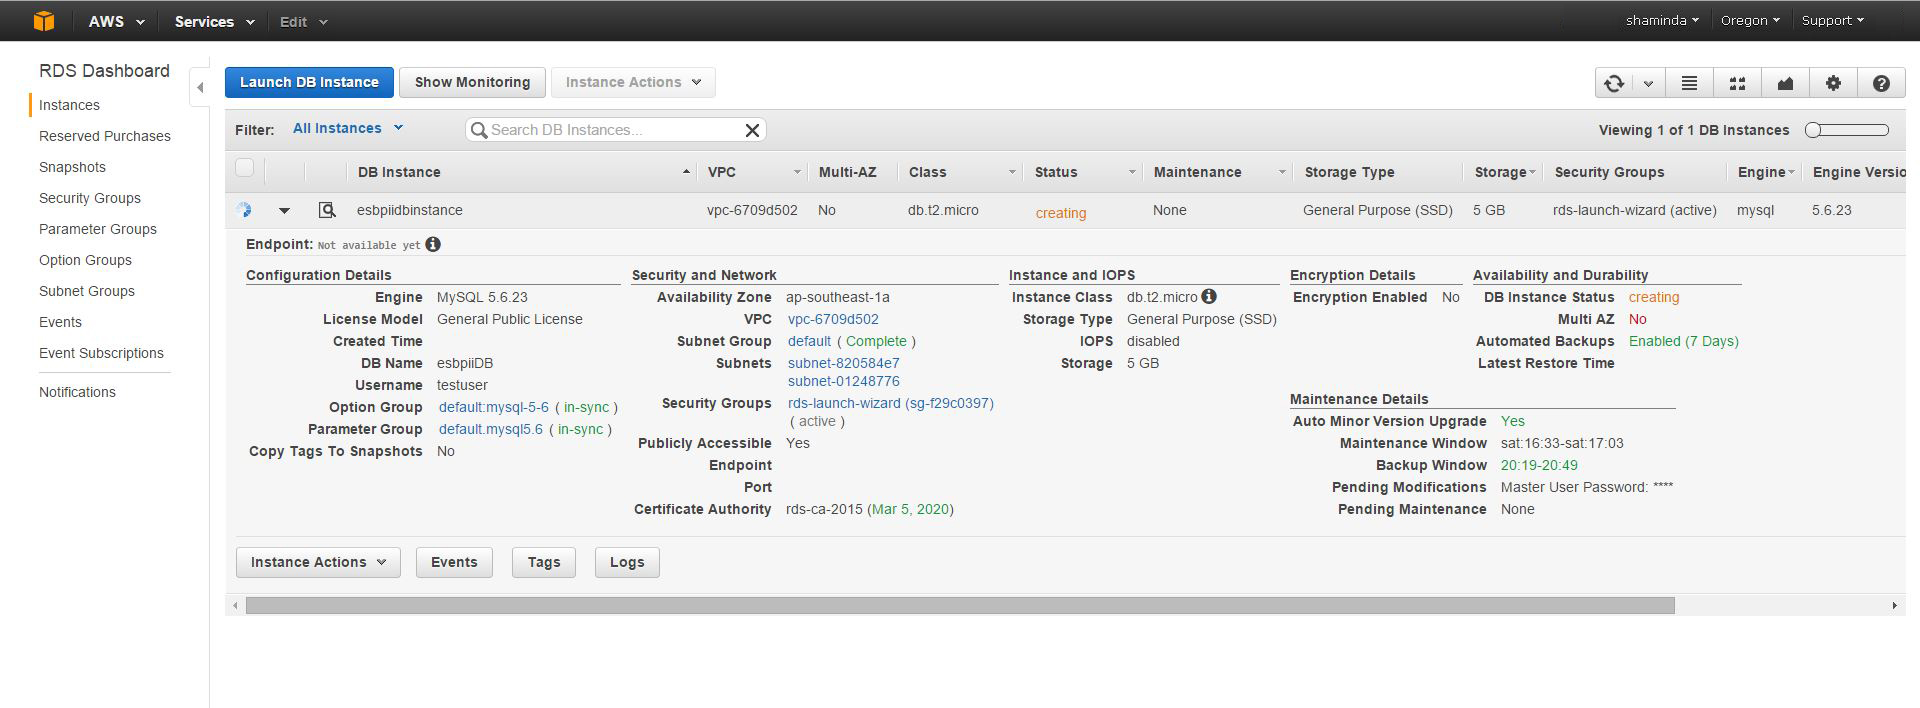 AWS Services Edit shaminda Oregon Support
RDS Dashboard
Instances
Reserved Purchases
Snapshots
Security Groups
Parameter Groups
Option Groups
Subnet Groups
Events
Event Subscriptions
Notifications
Launch DB Instance Show Monitoring Instance Actions
Filter: All Instances Search DB Instances... Viewing 1 of 1 DB Instances
DB Instance VPC Multi-AZ Class Status Maintenance Storage Type Storage Security Groups Engine Engine Versio
esbpiidbinstance vpc-6709d502 No db.t2.micro creating None General Purpose (SSD) 5 GB rds-launch-wizard (active) mysql 5.6.23
Endpoint: Not available yet
Configuration Details
Engine MySQL 5.6.23
License Model General Public License
Created Time
DB Name esbpiiDB
Username testuser
Option Group default:mysql-5-6 ( in-sync )
Parameter Group default.mysql5.6 ( in-sync )
Copy Tags To Snapshots No
Security and Network
Availability Zone ap-southeast-1a
VPC vpc-6709d502
Subnet Group default ( Complete )
Subnets subnet-820584e7
subnet-01248776
Security Groups rds-launch-wizard (sg-f29c0397)
( active )
Publicly Accessible Yes
Endpoint
Port
Certificate Authority rds-ca-2015 (Mar 5, 2020)
Instance and IOPS
Instance Class db.t2.micro
Storage Type General Purpose (SSD)
IOPS disabled
Storage 5 GB
Encryption Details
Encryption Enabled No
Availability and Durability
DB Instance Status creating
Multi AZ No
Automated Backups Enabled (7 Days)
Latest Restore Time
Maintenance Details
Auto Minor Version Upgrade Yes
Maintenance Window sat:16:33-sat:17:03
Backup Window 20:19-20:49
Pending Modifications Master User Password: ****
Pending Maintenance None
Instance Actions Events Tags Logs